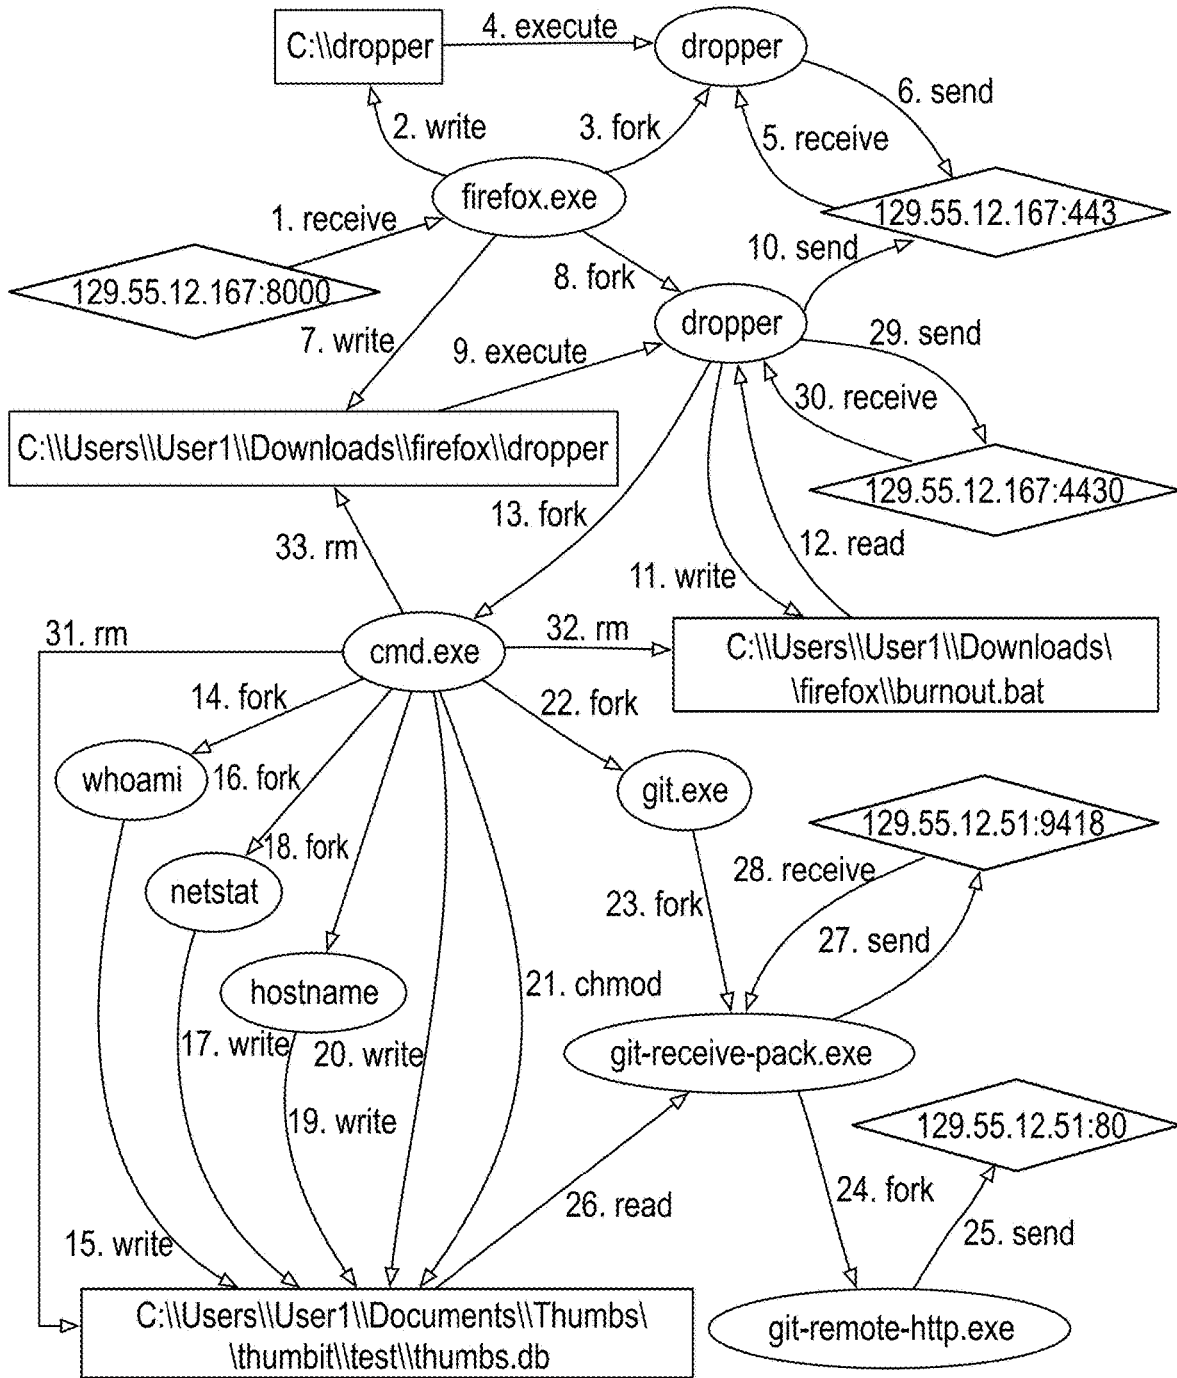 4. execute
C:\\dropper
dropper
6. send
2. write
3. fork
5. receive
firefox.exe
1. receive
129.55.12.167:443
10. send
8. fork
129.55.12.167:8000
dropper
29. send
7. write
9. execute
30. receive
C:\\Users\\User1\\Downloads\\firefox\\dropper
129.55.12.167:4430
13. fork
12. read
33. rm
11. write
31. rm
32. rm
cmd.exe
C:\\Users\\User1\\Downloads\
\firefox\\burnout.bat
14. fork
22. fork
whoami
16. fork
git.exe
129.55.12.51:9418
18. fork
28. receive
netstat
23. fork
27. send
hostname
21. chmod
17. write
20. write
git-receive-pack.exe
19. write
129.55.12.51:80
24. fork
26. read
25. send
15. write
C:\\Users\\User1\\Documents\\Thumbs\
\thumbit\\test\\thumbs.db
git-remote-http.exe